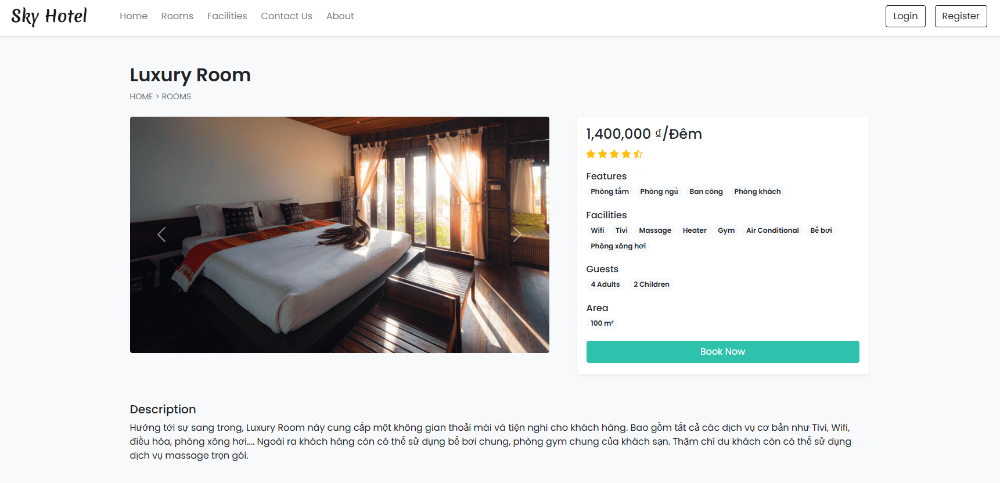 Sky Hotel Home Rooms Facilities Contact Us About Login Register
Luxury Room
HOME > ROOMS
1,400,000 ₫/Đêm
Features
Phòng tắm Phòng ngủ Ban công Phòng khách
Facilities
Wifi Tivi Massage Heater Gym Air Conditional Bể bơi
Phòng xông hơi
Guests
4 Adults 2 Children
Area
100 m²
Book Now
Description
Hướng tới sự sang trong, Luxury Room này cung cấp một không gian thoải mái và tiện nghi cho khách hàng. Bao gồm tất cả các dịch vụ cơ bản như Tivi, Wifi,
điều hòa, phòng xông hơi.... Ngoài ra khách hàng còn có thể sử dụng bể bơi chung, phòng gym chung của khách sạn. Thậm chí du khách còn có thể sử dụng
dịch vụ massage trọn gói.